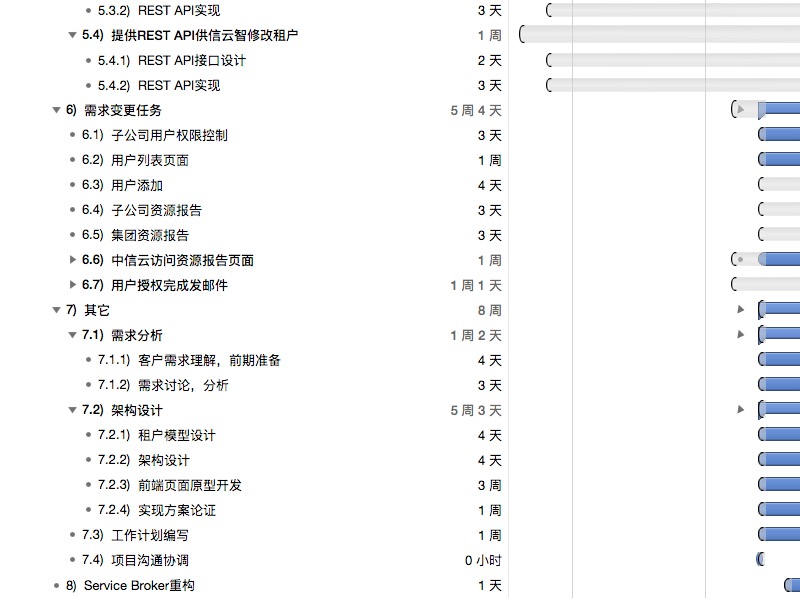 5.3.2) REST API实现 3 天
5.4) 提供REST API供信云智修改租户 1 周
5.4.1) REST API接口设计 2 天
5.4.2) REST API实现 3 天
6) 需求变更任务 5 周 4 天
6.1) 子公司用户权限控制 3 天
6.2) 用户列表页面 1 周
6.3) 用户添加 4 天
6.4) 子公司资源报告 3 天
6.5) 集团资源报告 3 天
6.6) 中信云访问资源报告页面 1 周
6.7) 用户授权完成发邮件 1 周 1 天
7) 其它 8 周
7.1) 需求分析 1 周 2 天
7.1.1) 客户需求理解，前期准备 4 天
7.1.2) 需求讨论，分析 3 天
7.2) 架构设计 5 周 3 天
7.2.1) 租户模型设计 4 天
7.2.2) 架构设计 4 天
7.2.3) 前端页面原型开发 3 周
7.2.4) 实现方案论证 1 周
7.3) 工作计划编写 1 周
7.4) 项目沟通协调 0 小时
8) Service Broker重构 1 天